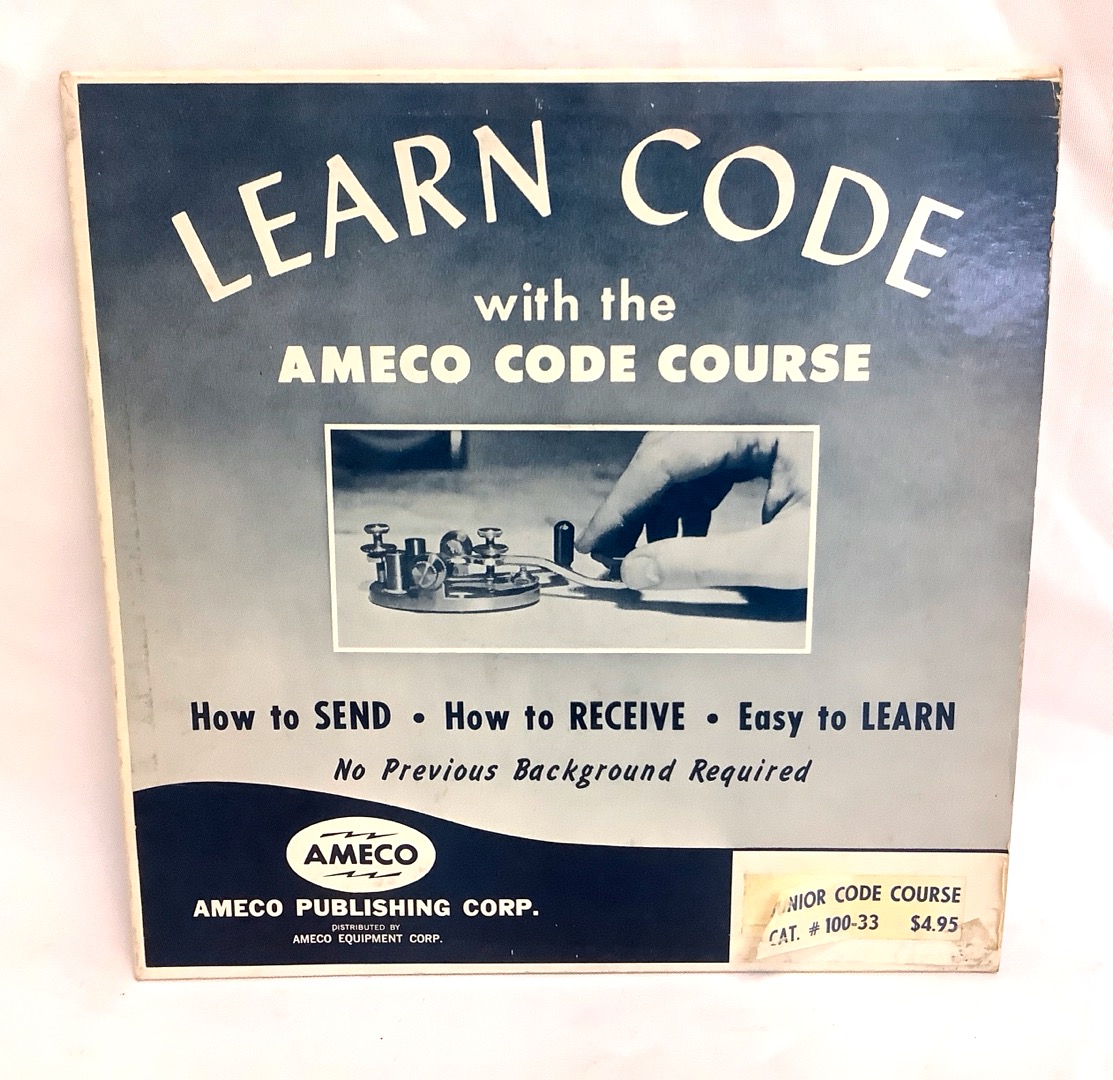 LEARN CODE
with the
AMECO CODE COURSE
How to SEND • How to RECEIVE • Easy to LEARN
No Previous Background Required
AMECO
AMECO PUBLISHING CORP.
DISTRIBUTED BY
AMECO EQUIPMENT CORP.
UNIOR CODE COURSE
CAT. # 100-33 $4.95